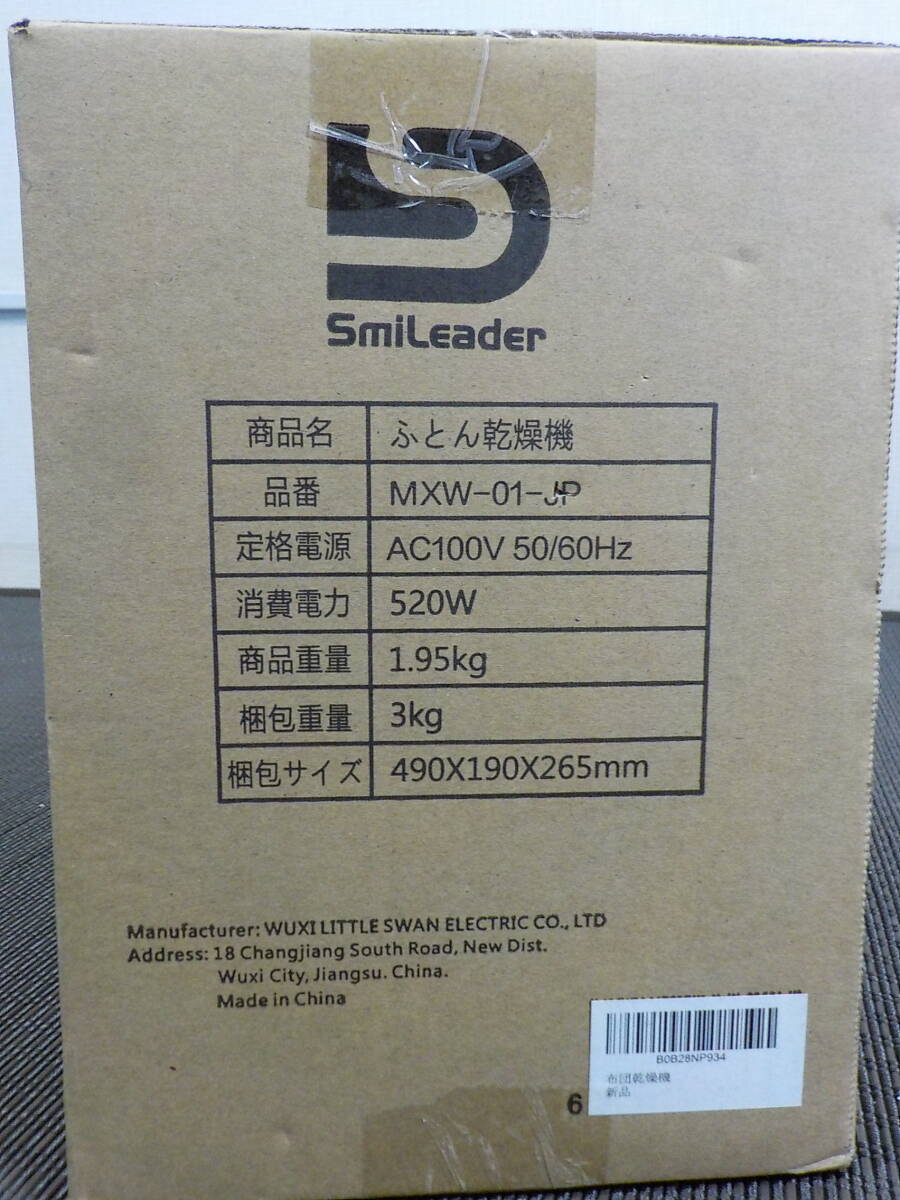 SmiLeader
商品名 ふとん乾燥機
品番 MXW-01-JP
定格電源 AC100V 50/60Hz
消費電力 520W
商品重量 1.95kg
梱包重量 3kg
梱包サイズ 490X190X265mm
Manufacturer: WUXI LITTLE SWAN ELECTRIC CO., LTD
Address: 18 Changjiang South Road, New Dist.
Wuxi City, Jiangsu. China.
Made in China
B0B28NP934
布団乾燥機
新品
6